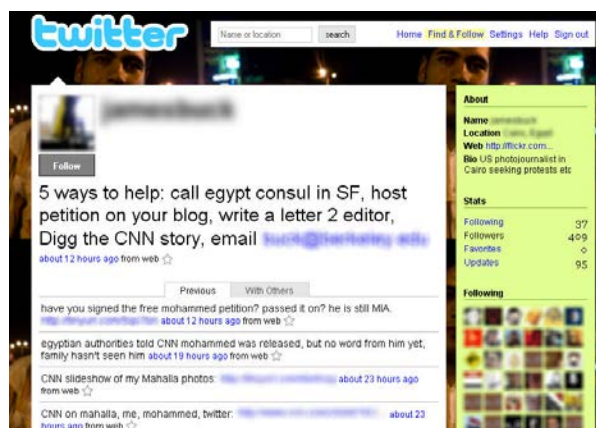 twitter
Name or location search Home Find & Follow Settings Help Sign out
Follow
5 ways to help: call egypt consul in SF, host
petition on your blog, write a letter 2 editor,
Digg the CNN story, email
about 12 hours ago from web
Previous With Others
have you signed the free mohammed petition? passed it on? he is still MIA.
about 12 hours ago from web
egyptian authorities told CNN mohammed was released, but no word from him yet,
family hasn't seen him about 19 hours ago from web
CNN slideshow of my Mahalla photos: about 23 hours ago
from web
CNN on mahalla, me, mohammed, twitter: about 23
hours ago from web
About
Name
Location
Web http://flickr.com...
Bio US photojournalist in
Cairo seeking protests etc
Stats
Following 37
Followers 409
Favorites 0
Updates 95
Following